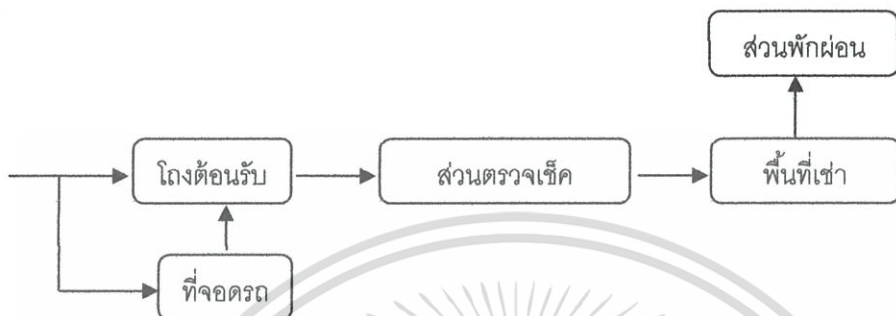 ส่วนพักผ่อน
โถงต้อนรับ
ส่วนตรวจเช็ค
พื้นที่เช่า
ที่จอดรถ